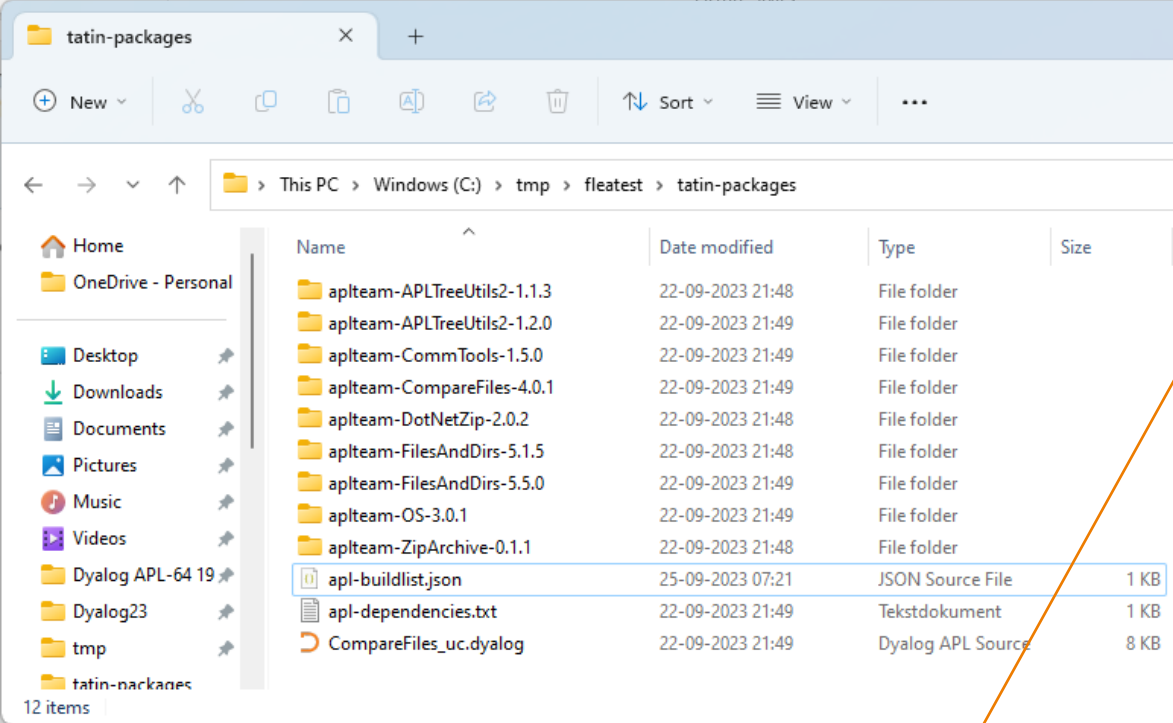 tatin-packages
New
Sort
View
This PC > Windows (C:) > tmp > fleatest > tatin-packages
Home
OneDrive - Personal
Desktop
Downloads
Documents
Pictures
Music
Videos
Dyalog APL-64 19
Dyalog23
tmp
tatin-packages
Name Date modified Type Size
aplteam-APLTreeUtils2-1.1.3 22-09-2023 21:48 File folder
aplteam-APLTreeUtils2-1.2.0 22-09-2023 21:49 File folder
aplteam-CommTools-1.5.0 22-09-2023 21:49 File folder
aplteam-CompareFiles-4.0.1 22-09-2023 21:49 File folder
aplteam-DotNetZip-2.0.2 22-09-2023 21:48 File folder
aplteam-FilesAndDirs-5.1.5 22-09-2023 21:48 File folder
aplteam-FilesAndDirs-5.5.0 22-09-2023 21:49 File folder
aplteam-OS-3.0.1 22-09-2023 21:49 File folder
aplteam-ZipArchive-0.1.1 22-09-2023 21:48 File folder
apl-buildlist.json 25-09-2023 07:21 JSON Source File 1 KB
apl-dependencies.txt 22-09-2023 21:49 Tekstdokument 1 KB
CompareFiles_uc.dyalog 22-09-2023 21:49 Dyalog APL Source 8 KB
12 items